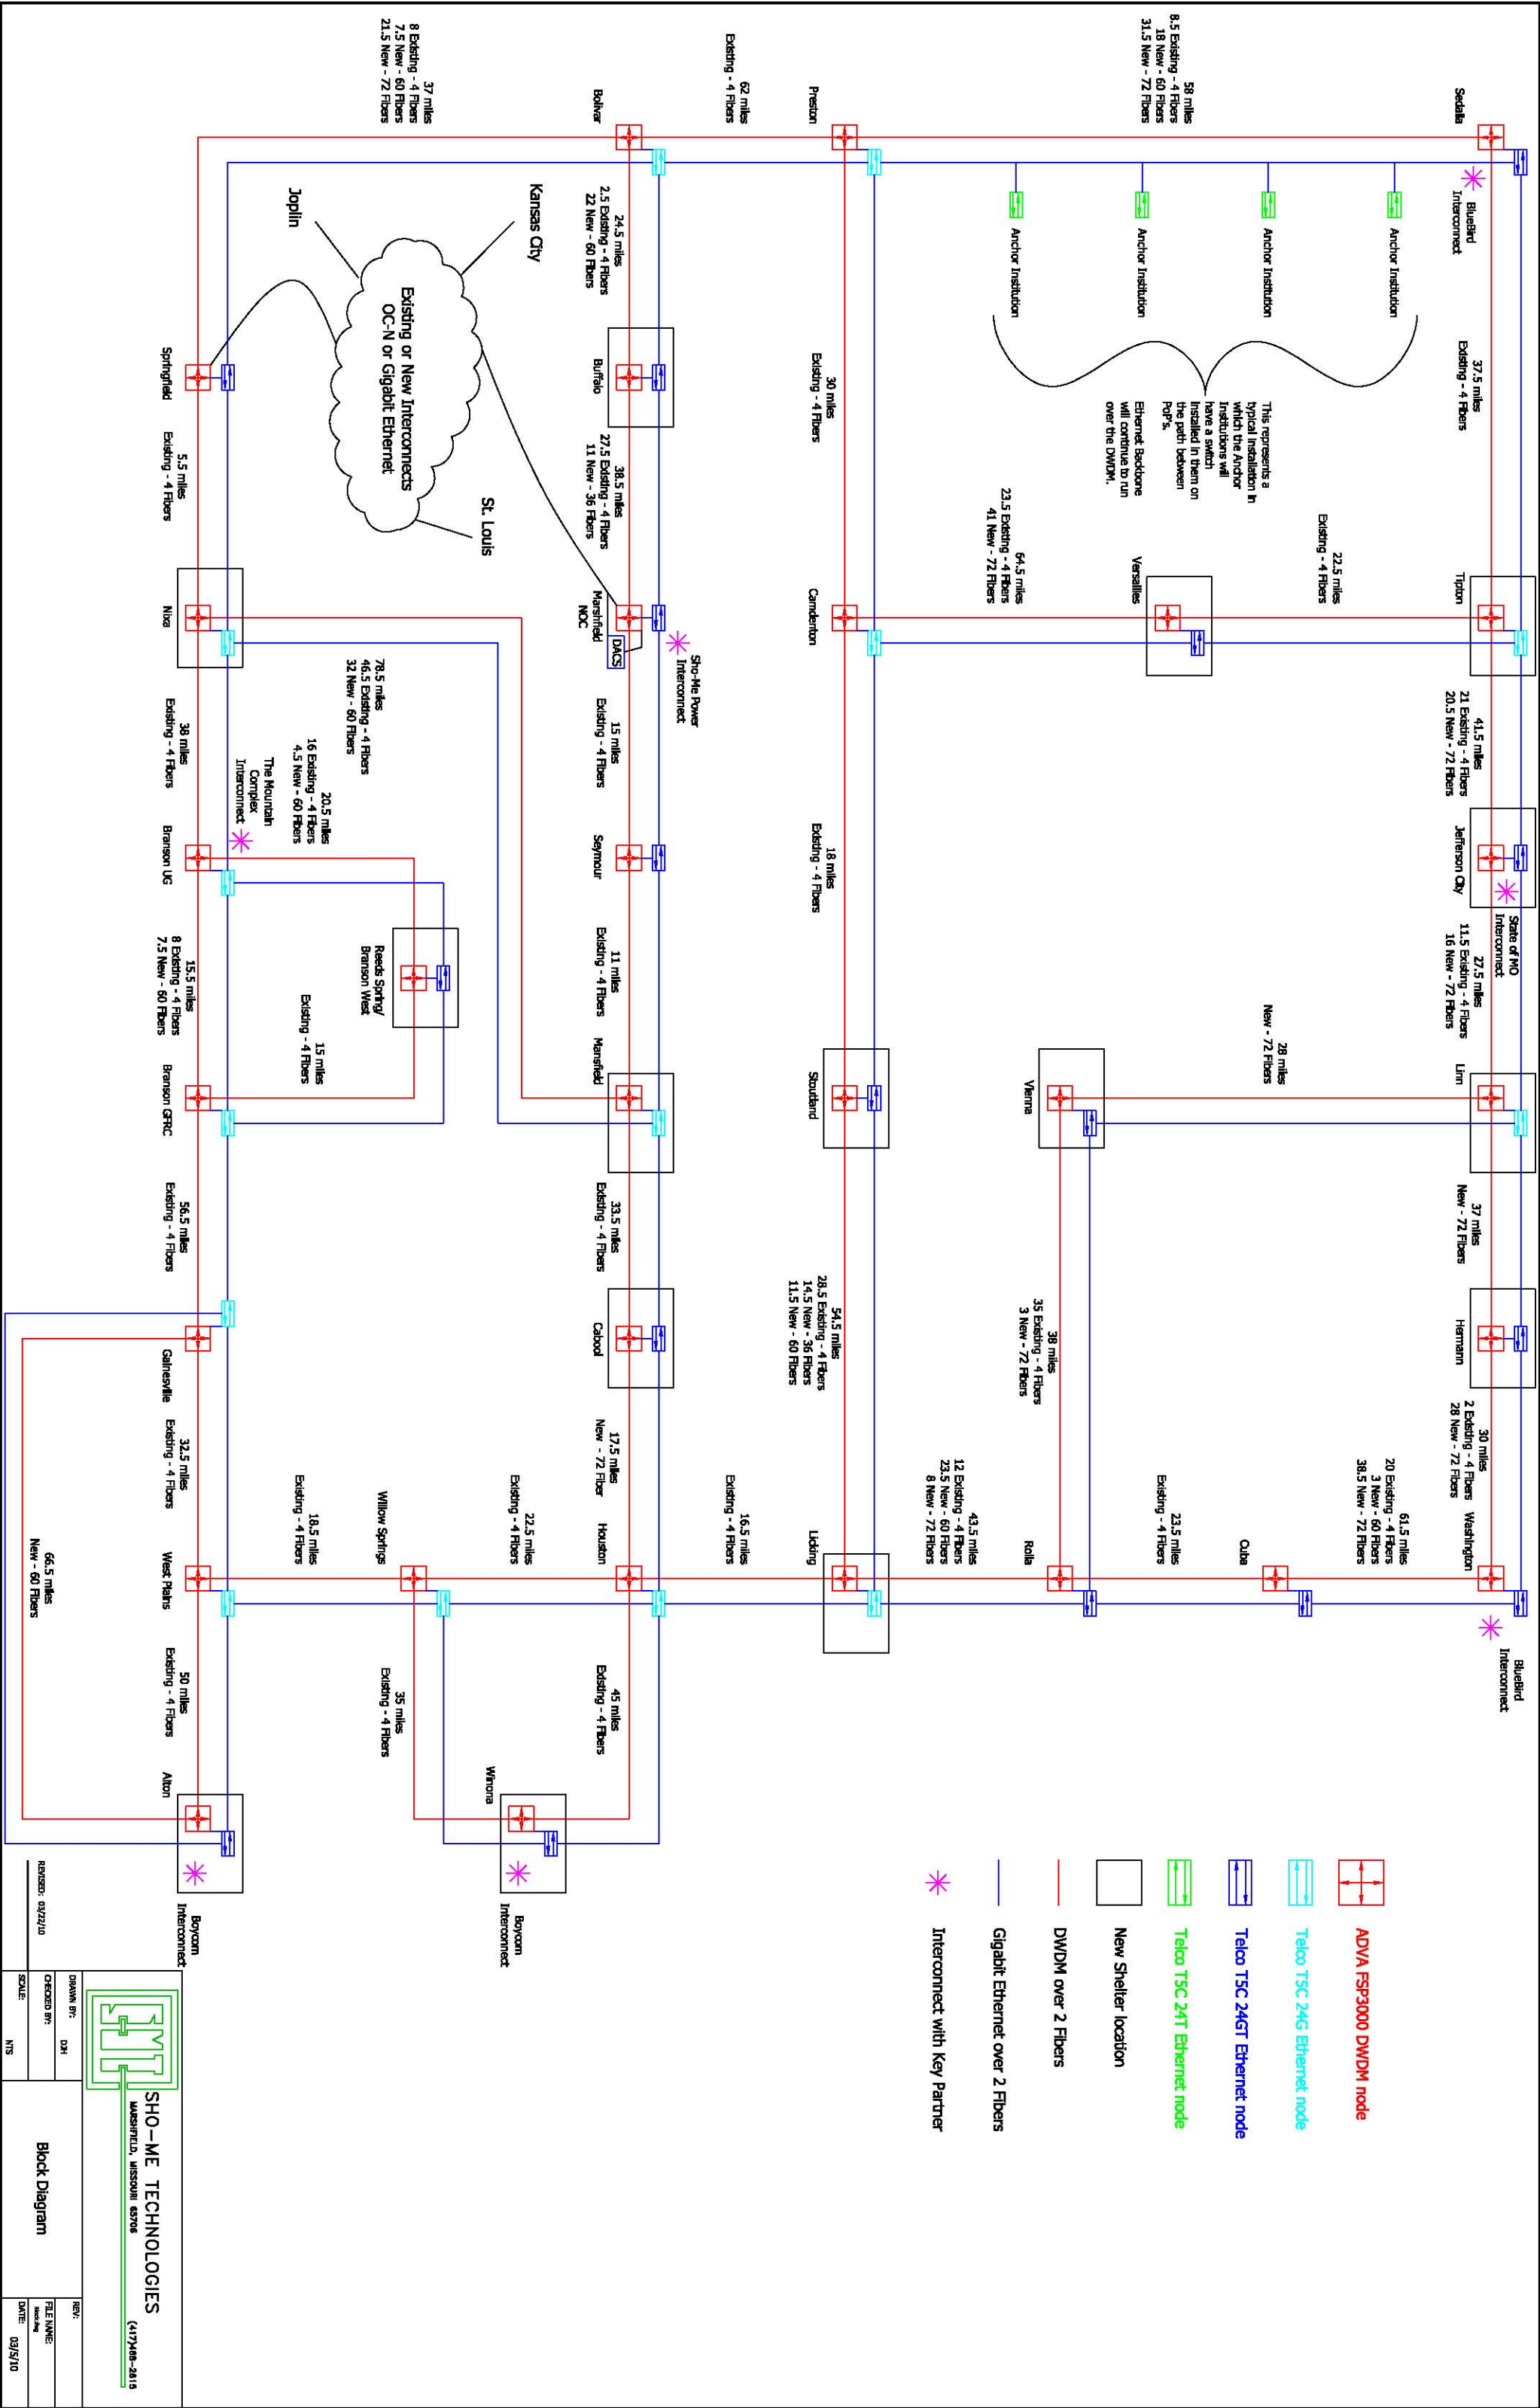 Sedalia
BlueBird
Interconnect
37.5 miles
Existing - 4 Fibers
Tipton
41.5 miles
21 Existing - 4 Fibers
20.5 New - 72 Fibers
Jefferson City
State of MO
Interconnect
27.5 miles
11.5 Existing - 4 Fibers
16 New - 72 Fibers
Linn
37 miles
New - 72 Fibers
Hermann
30 miles
2 Existing - 4 Fibers
28 New - 72 Fibers
Washington
BlueBird
Interconnect
58 miles
8.5 Existing - 4 Fibers
18 New - 60 Fibers
31.5 New - 72 Fibers
Anchor Institution
Anchor Institution
Anchor Institution
Anchor Institution
This represents a
typical installation in
which the Anchor
Institutions will
have a switch
installed in them on
the path between
PoP's.
Ethernet Backbone
will continue to run
over the DWDM.
22.5 miles
Existing - 4 Fibers
Versailles
64.5 miles
23.5 Existing - 4 Fibers
41 New - 72 Fibers
28 miles
New - 72 Fibers
Vienna
38 miles
35 Existing - 4 Fibers
3 New - 72 Fibers
61.5 miles
20 Existing - 4 Fibers
3 New - 60 Fibers
38.5 New - 72 Fibers
Cuba
23.5 miles
Existing - 4 Fibers
Rolla
43.5 miles
12 Existing - 4 Fibers
23.5 New - 60 Fibers
8 New - 72 Fibers
Preston
30 miles
Existing - 4 Fibers
Camdenton
18 miles
Existing - 4 Fibers
Stoutland
54.5 miles
28.5 Existing - 4 Fibers
14.5 New - 36 Fibers
11.5 New - 60 Fibers
Licking
62 miles
Existing - 4 Fibers
16.5 miles
Existing - 4 Fibers
Bolivar
24.5 miles
2.5 Existing - 4 Fibers
22 New - 60 Fibers
Buffalo
38.5 miles
27.5 Existing - 4 Fibers
11 New - 36 Fibers
Marshfield
NOC
DACS
Sho-Me Power
Interconnect
15 miles
Existing - 4 Fibers
Seymour
11 miles
Existing - 4 Fibers
Mansfield
33.5 miles
Existing - 4 Fibers
Cabool
17.5 miles
New - 72 Fiber
Houston
45 miles
Existing - 4 Fibers
22.5 miles
Existing - 4 Fibers
Willow Springs
35 miles
Existing - 4 Fibers
Winona
Boycom
Interconnect
18.5 miles
Existing - 4 Fibers
Kansas City
Joplin
St. Louis
Existing or New Interconnects
OC-N or Gigabit Ethernet
37 miles
8 Existing - 4 Fibers
7.5 New - 60 Fibers
21.5 New - 72 Fibers
78.5 miles
46.5 Existing - 4 Fibers
32 New - 60 Fibers
20.5 miles
16 Existing - 4 Fibers
4.5 New - 60 Fibers
The Mountain
Complex
Interconnect
Reeds Spring/
Branson West
15 miles
Existing - 4 Fibers
Springfield
5.5 miles
Existing - 4 Fibers
Nixa
38 miles
Existing - 4 Fibers
Branson UG
15.5 miles
8 Existing - 4 Fibers
7.5 New - 60 Fibers
Branson GFRC
56.5 miles
Existing - 4 Fibers
Gainesville
32.5 miles
Existing - 4 Fibers
West Plains
50 miles
Existing - 4 Fibers
Alton
Boycom
Interconnect
66.5 miles
New - 60 Fibers
ADVA FSP3000 DWDM node
Telco T5C 24G Ethernet node
Telco T5C 24GT Ethernet node
Telco T5C 24T Ethernet node
New Shelter location
DWDM over 2 Fibers
Gigabit Ethernet over 2 Fibers
Interconnect with Key Partner
SHO-ME TECHNOLOGIES
MARSHFIELD, MISSOURI 65706
(417)468-2615
REVISED: 03/22/10
DRAWN BY: DJH
CHECKED BY:
SCALE: NTS
Block Diagram
REV:
FILE NAME:
Block.dwg
DATE: 03/5/10